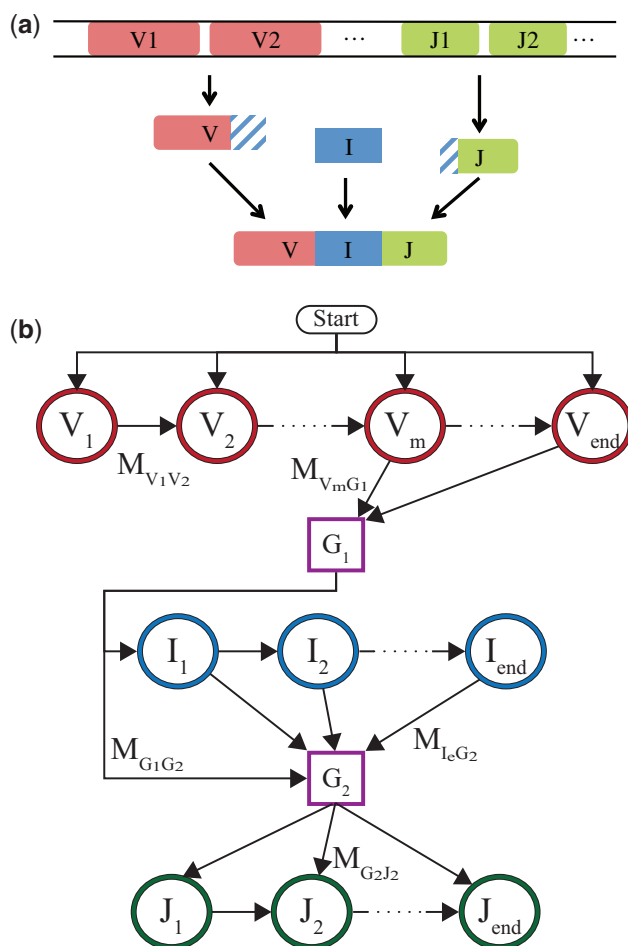 (a)
V1 V2 ... J1 J2 ...
V I J
V I J
(b)
Start
V1 V2 Vm Vend
MV1V2 MVmG1
G1
I1 I2 Iend
MG1G2 MIeG2
G2
MG2J2
J1 J2 Jend